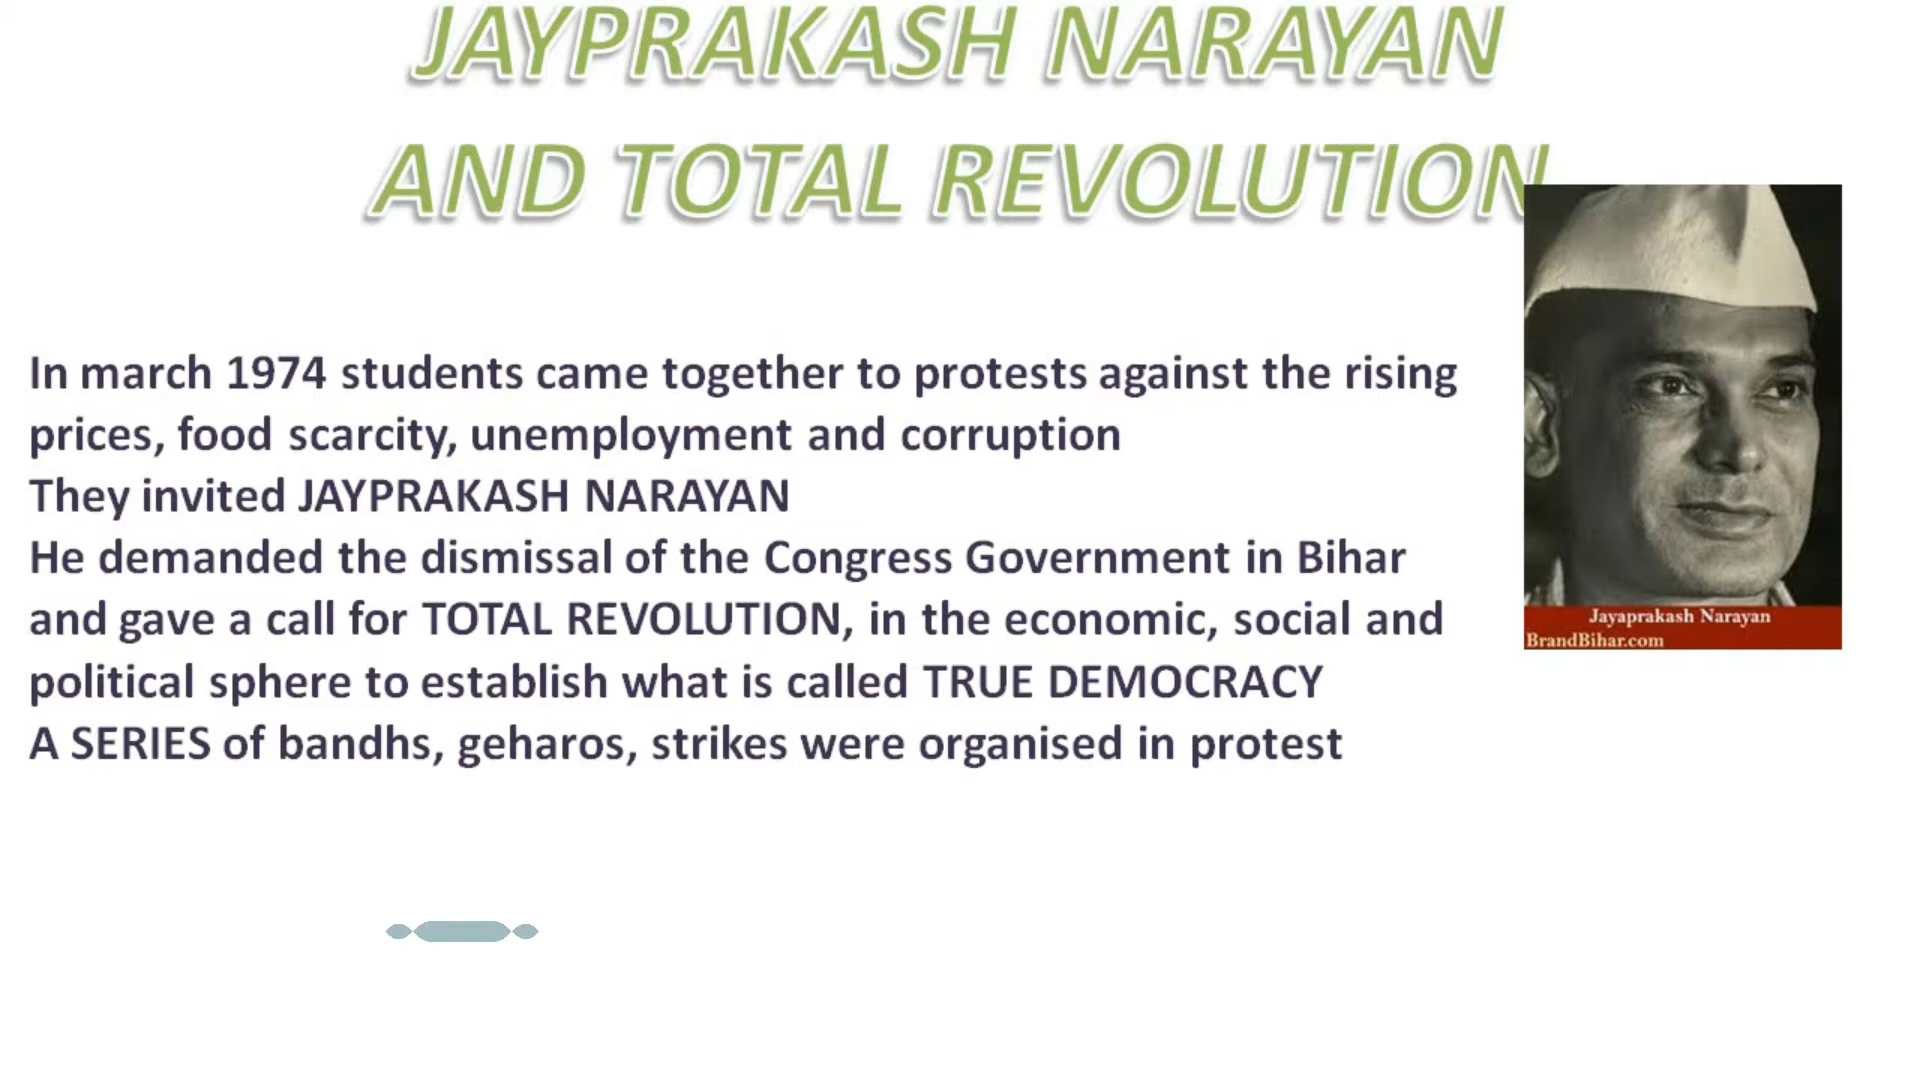 JAYPRAKASH NARAYAN
AND TOTAL REVOLUTION
In march 1974 students came together to protests against the rising
prices, food scarcity, unemployment and corruption
They invited JAYPRAKASH NARAYAN
He demanded the dismissal of the Congress Government in Bihar
and gave a call for TOTAL REVOLUTION, in the economic, social and
political sphere to establish what is called TRUE DEMOCRACY
A SERIES of bandhs, geharos, strikes were organised in protest
Jayaprakash Narayan
BrandBihar.com